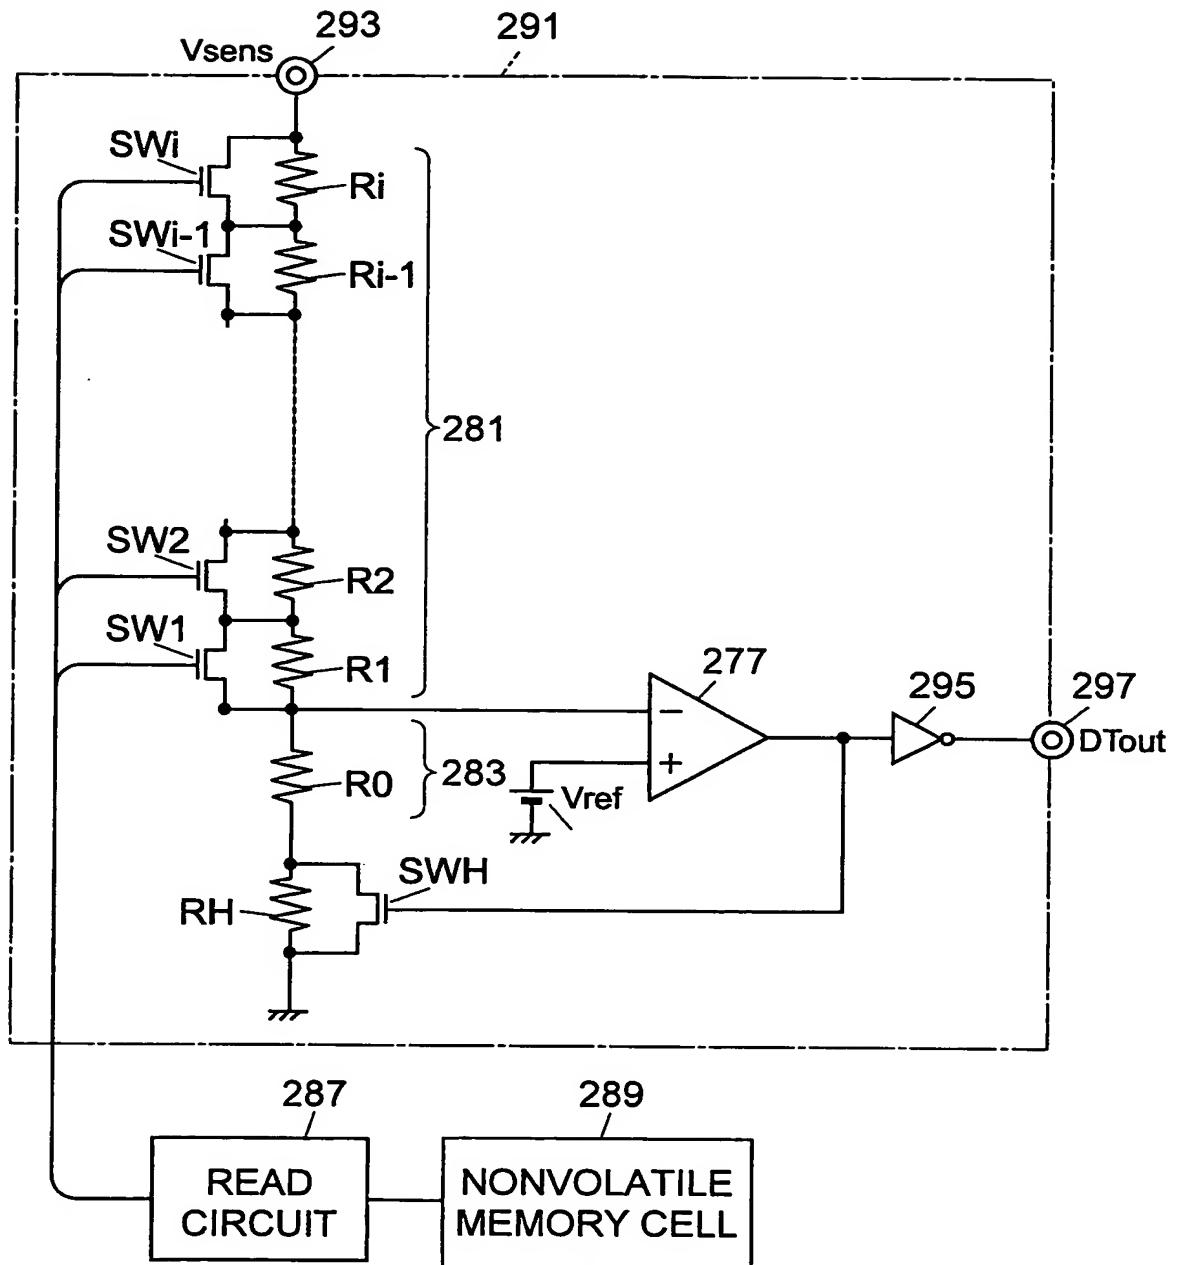 293
291
Vsens
SWi
Ri
SWi-1
Ri-1
281
SW2
R2
SW1
R1
277
295
297
−
+
DTout
R0
283
Vref
SWH
RH
287
289
READ
CIRCUIT
NONVOLATILE
MEMORY CELL